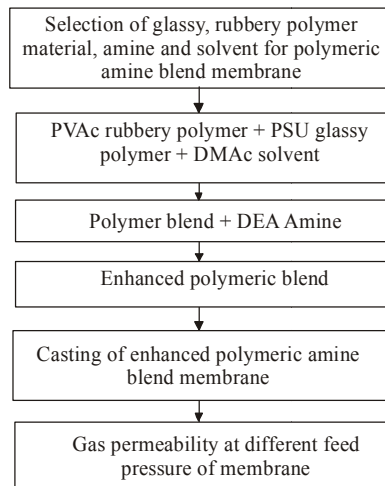 Selection of glassy, rubbery polymer
material, amine and solvent for polymeric
amine blend membrane
PVAc rubbery polymer + PSU glassy
polymer + DMAc solvent
Polymer blend + DEA Amine
Enhanced polymeric blend
Casting of enhanced polymeric amine
blend membrane
Gas permeability at different feed
pressure of membrane